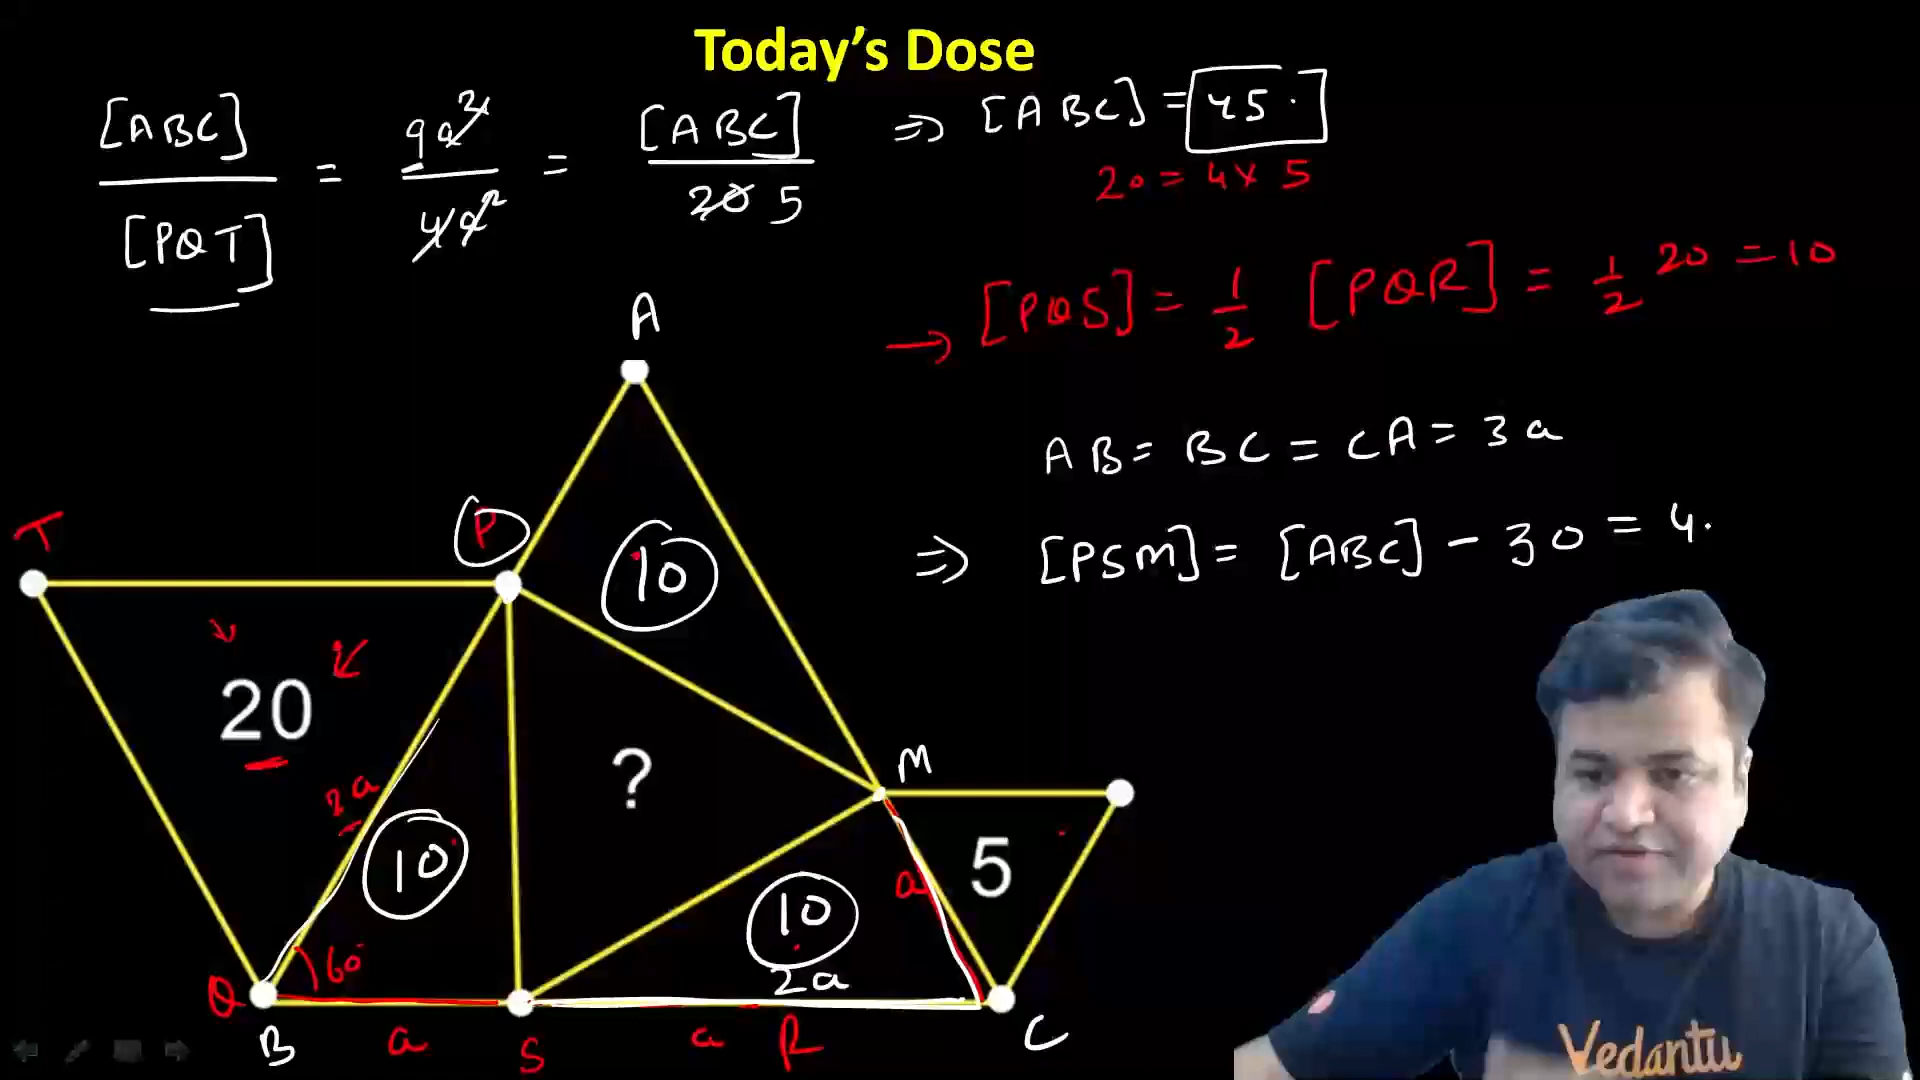 Today's Dose
[ABC] / [PQT] = 9a² / 4a² = [ABC] / 20 5 ⇒ [ABC] = 45.
20 = 4 x 5
→ [PQS] = 1/2 [PQR] = 1/2 20 = 10
A
AB = BC = CA = 3a
⇒ [PSM] = [ABC] - 30 = 4.
T
P
10
20
?
M
2a
10
5
10
a
60°
2a
Q
B
a
S
a
R
C
Vedantu